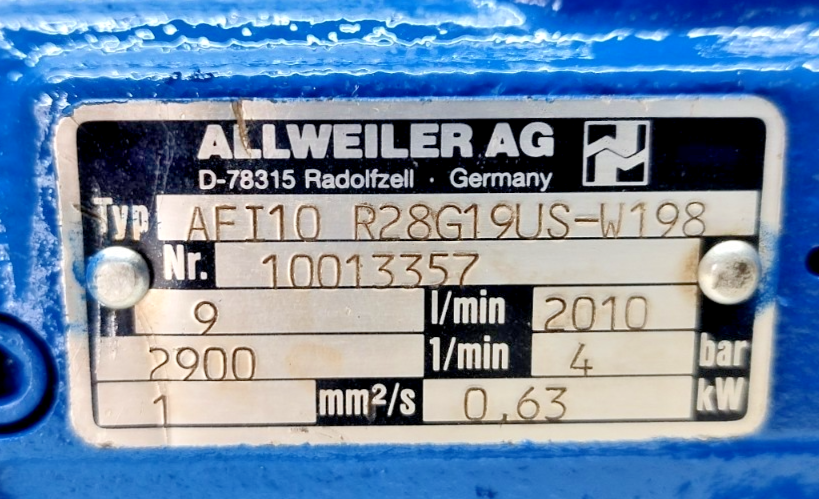 ALLWEILER AG
D-78315 Radolfzell · Germany
Typ AEI10 R28G19US-W198
Nr. 10013357
9 l/min 2010
2900 1/min 4 bar
1 mm²/s 0,63 kW